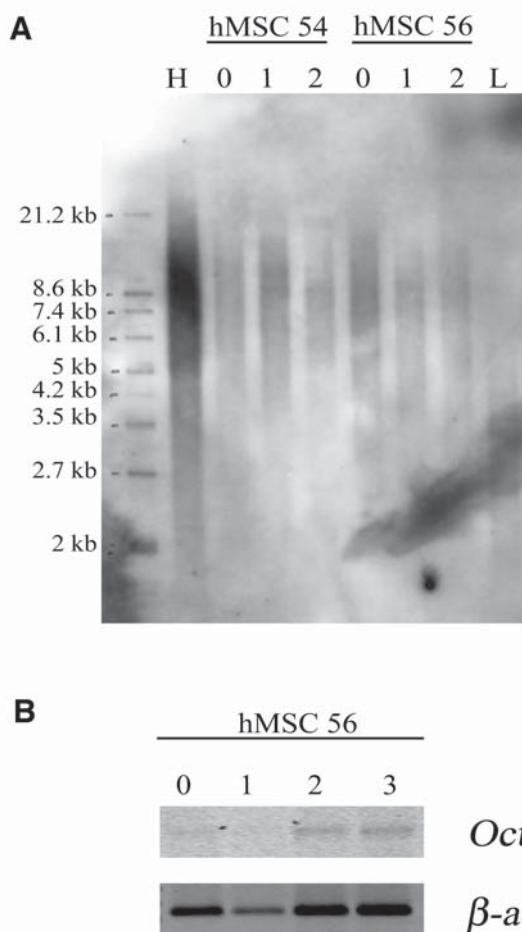 A
hMSC 54 hMSC 56
H 0 1 2 0 1 2 L
21.2 kb
8.6 kb
7.4 kb
6.1 kb
5 kb
4.2 kb
3.5 kb
2.7 kb
2 kb
B
hMSC 56
0 1 2 3
Oct
β-a